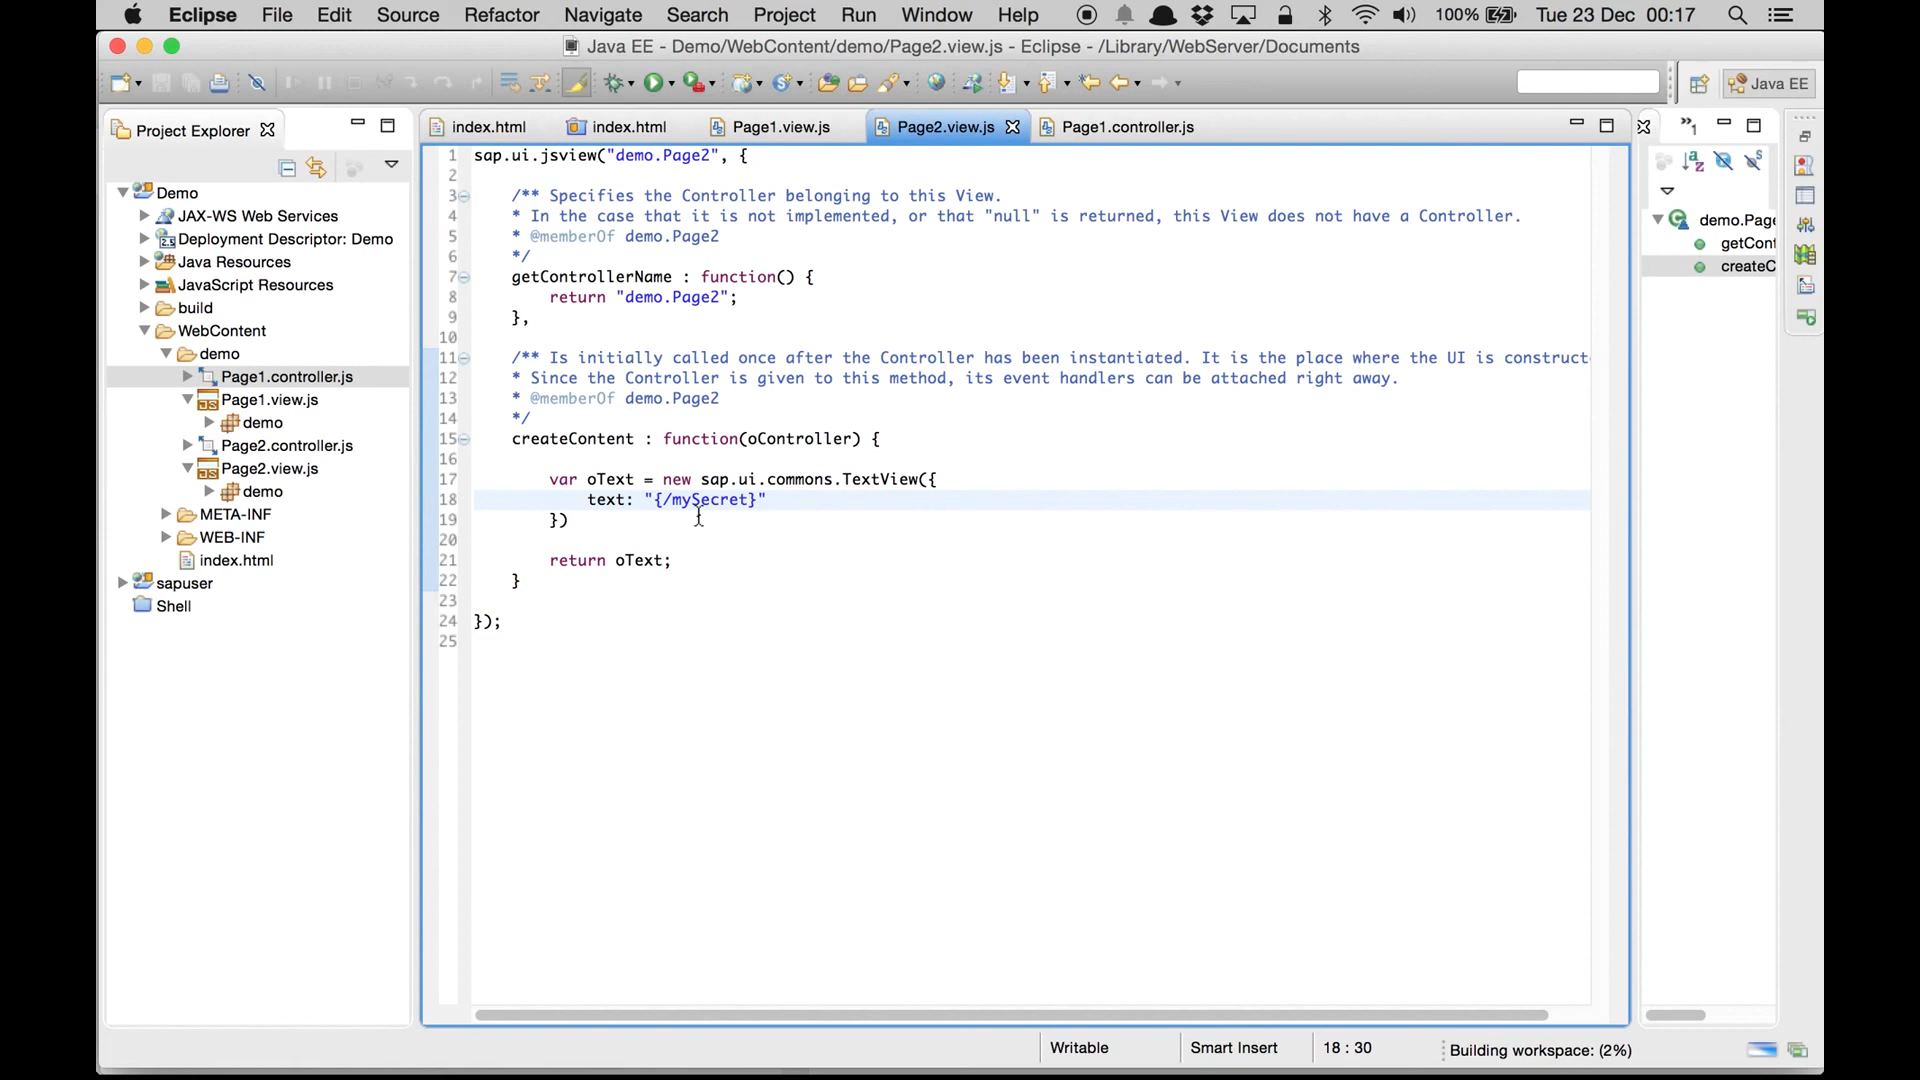 Eclipse File Edit Source Refactor Navigate Search Project Run Window Help 100% Tue 23 Dec 00:17
Java EE - Demo/WebContent/demo/Page2.view.js - Eclipse - /Library/WebServer/Documents
Java EE
Project Explorer
index.html index.html Page1.view.js Page2.view.js Page1.controller.js
Demo
JAX-WS Web Services
Deployment Descriptor: Demo
Java Resources
JavaScript Resources
build
WebContent
demo
Page1.controller.js
Page1.view.js
demo
Page2.controller.js
Page2.view.js
demo
META-INF
WEB-INF
index.html
sapuser
Shell
1 sap.ui.jsview("demo.Page2", {
2
3 /** Specifies the Controller belonging to this View.
4 * In the case that it is not implemented, or that "null" is returned, this View does not have a Controller.
5 * @memberOf demo.Page2
6 */
7 getControllerName : function() {
8 return "demo.Page2";
9 },
10
11 /** Is initially called once after the Controller has been instantiated. It is the place where the UI is construct
12 * Since the Controller is given to this method, its event handlers can be attached right away.
13 * @memberOf demo.Page2
14 */
15 createContent : function(oController) {
16
17 var oText = new sap.ui.commons.TextView({
18 text: "{/mySecret}"
19 })
20
21 return oText;
22 }
23
24 });
25
demo.Page
getCont
createC
Writable Smart Insert 18 : 30 Building workspace: (2%)